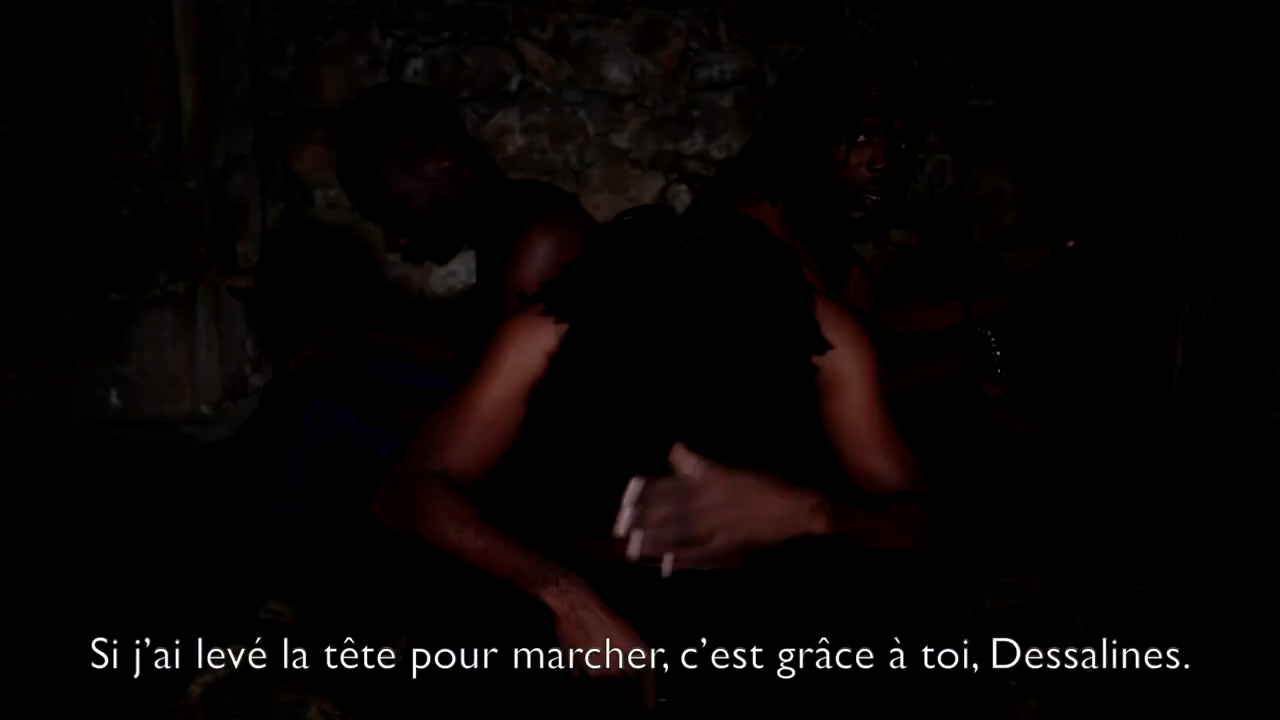 Si j’ai levé la tête pour marcher, c’est grâce à toi, Dessalines.